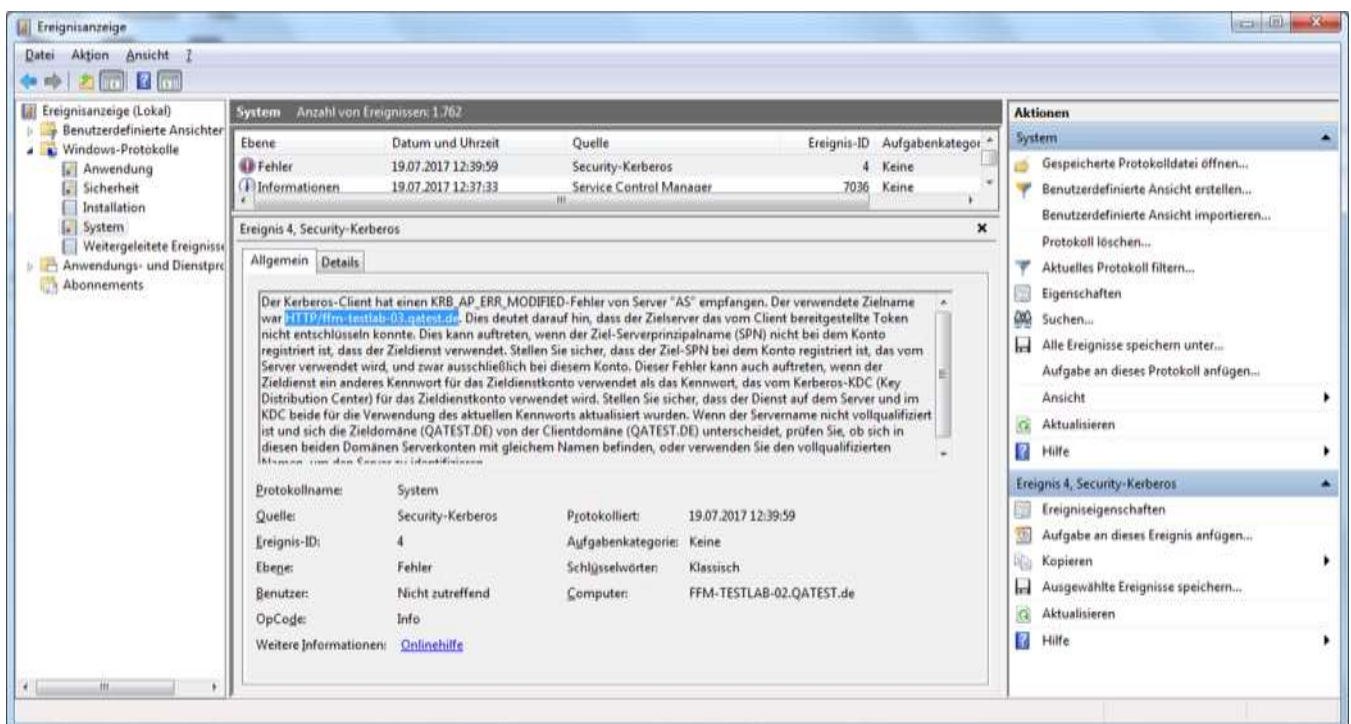 Ereignisanzeige
Datei Aktion Ansicht ?
Ereignisanzeige (Lokal)
Benutzerdefinierte Ansichter
Windows-Protokolle
Anwendung
Sicherheit
Installation
System
Weitergeleitete Ereignisse
Anwendungs- und Dienstprc
Abonnements
System Anzahl von Ereignissen: 1.762
Ebene Datum und Uhrzeit Quelle Ereignis-ID Aufgabenkategor
Fehler 19.07.2017 12:39:59 Security-Kerberos 4 Keine
Informationen 19.07.2017 12:37:33 Service Control Manager 7036 Keine
Ereignis 4, Security-Kerberos
Allgemein Details
Der Kerberos-Client hat einen KRB_AP_ERR_MODIFIED-Fehler von Server "AS" empfangen. Der verwendete Zielname
war HTTP/ffm-testlab-03.qatest.de. Dies deutet darauf hin, dass der Zielserver das vom Client bereitgestellte Token
nicht entschlüsseln konnte. Dies kann auftreten, wenn der Ziel-Serverprinzipalname (SPN) nicht bei dem Konto
registriert ist, dass der Zieldienst verwendet. Stellen Sie sicher, dass der Ziel-SPN bei dem Konto registriert ist, das vom
Server verwendet wird, und zwar ausschließlich bei diesem Konto. Dieser Fehler kann auch auftreten, wenn der
Zieldienst ein anderes Kennwort für das Zieldienstkonto verwendet als das Kennwort, das vom Kerberos-KDC (Key
Distribution Center) für das Zieldienstkonto verwendet wird. Stellen Sie sicher, dass der Dienst auf dem Server und im
KDC beide für die Verwendung des aktuellen Kennworts aktualisiert wurden. Wenn der Servername nicht vollqualifiziert
ist und sich die Zieldomäne (QATEST.DE) von der Clientdomäne (QATEST.DE) unterscheidet, prüfen Sie, ob sich in
diesen beiden Domänen Serverkonten mit gleichem Namen befinden, oder verwenden Sie den vollqualifizierten
Namen, um den Server zu identifizieren
Protokollname: System
Quelle: Security-Kerberos Protokolliert: 19.07.2017 12:39:59
Ereignis-ID: 4 Aufgabenkategorie: Keine
Ebene: Fehler Schlüsselwörter: Klassisch
Benutzer: Nicht zutreffend Computer: FFM-TESTLAB-02.QATEST.de
OpCode: Info
Weitere Informationen: Onlinehilfe
Aktionen
System
Gespeicherte Protokolldatei öffnen...
Benutzerdefinierte Ansicht erstellen...
Benutzerdefinierte Ansicht importieren...
Protokoll löschen...
Aktuelles Protokoll filtern...
Eigenschaften
Suchen...
Alle Ereignisse speichern unter...
Aufgabe an dieses Protokoll anfügen...
Ansicht
Aktualisieren
Hilfe
Ereignis 4, Security-Kerberos
Ereigniseigenschaften
Aufgabe an dieses Ereignis anfügen...
Kopieren
Ausgewählte Ereignisse speichern...
Aktualisieren
Hilfe